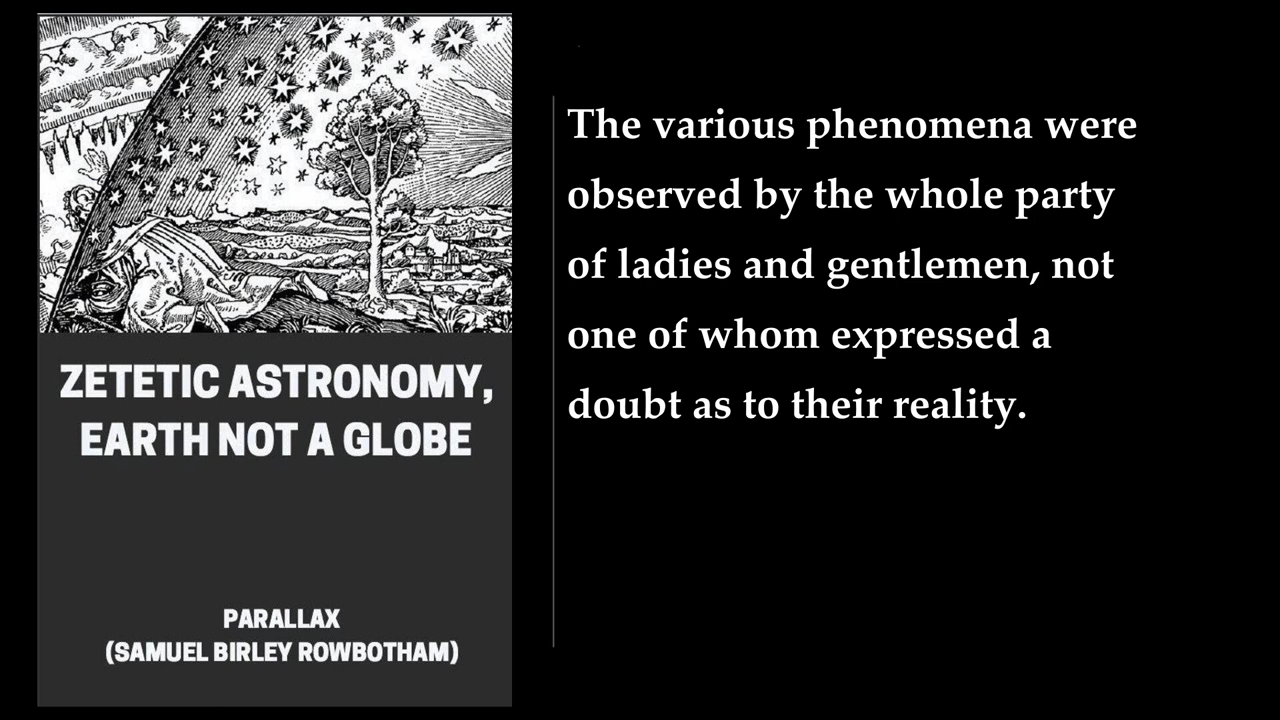 ZETETIC ASTRONOMY,
EARTH NOT A GLOBE
PARALLAX
(SAMUEL BIRLEY ROWBOTHAM)
The various phenomena were
observed by the whole party
of ladies and gentlemen, not
one of whom expressed a
doubt as to their reality.